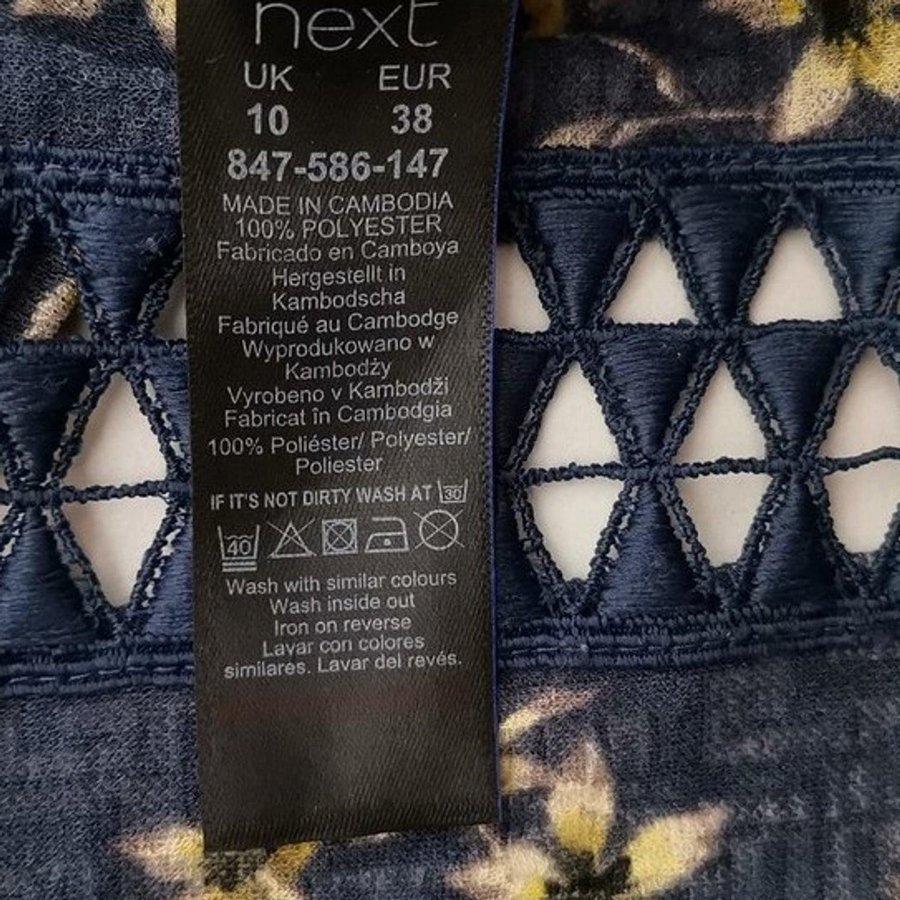 next
UK EUR
10 38
847-586-147
MADE IN CAMBODIA
100% POLYESTER
Fabricado en Camboya
Hergestellt in
Kambodscha
Fabriqué au Cambodge
Wyprodukowano w
Kambodży
Vyrobeno v Kambodži
Fabricat în Cambodgia
100% Poliéster/ Polyester/
Poliester
IF IT'S NOT DIRTY WASH AT 30
40
Wash with similar colours
Wash inside out
Iron on reverse
Lavar con colores
similares. Lavar del revés.